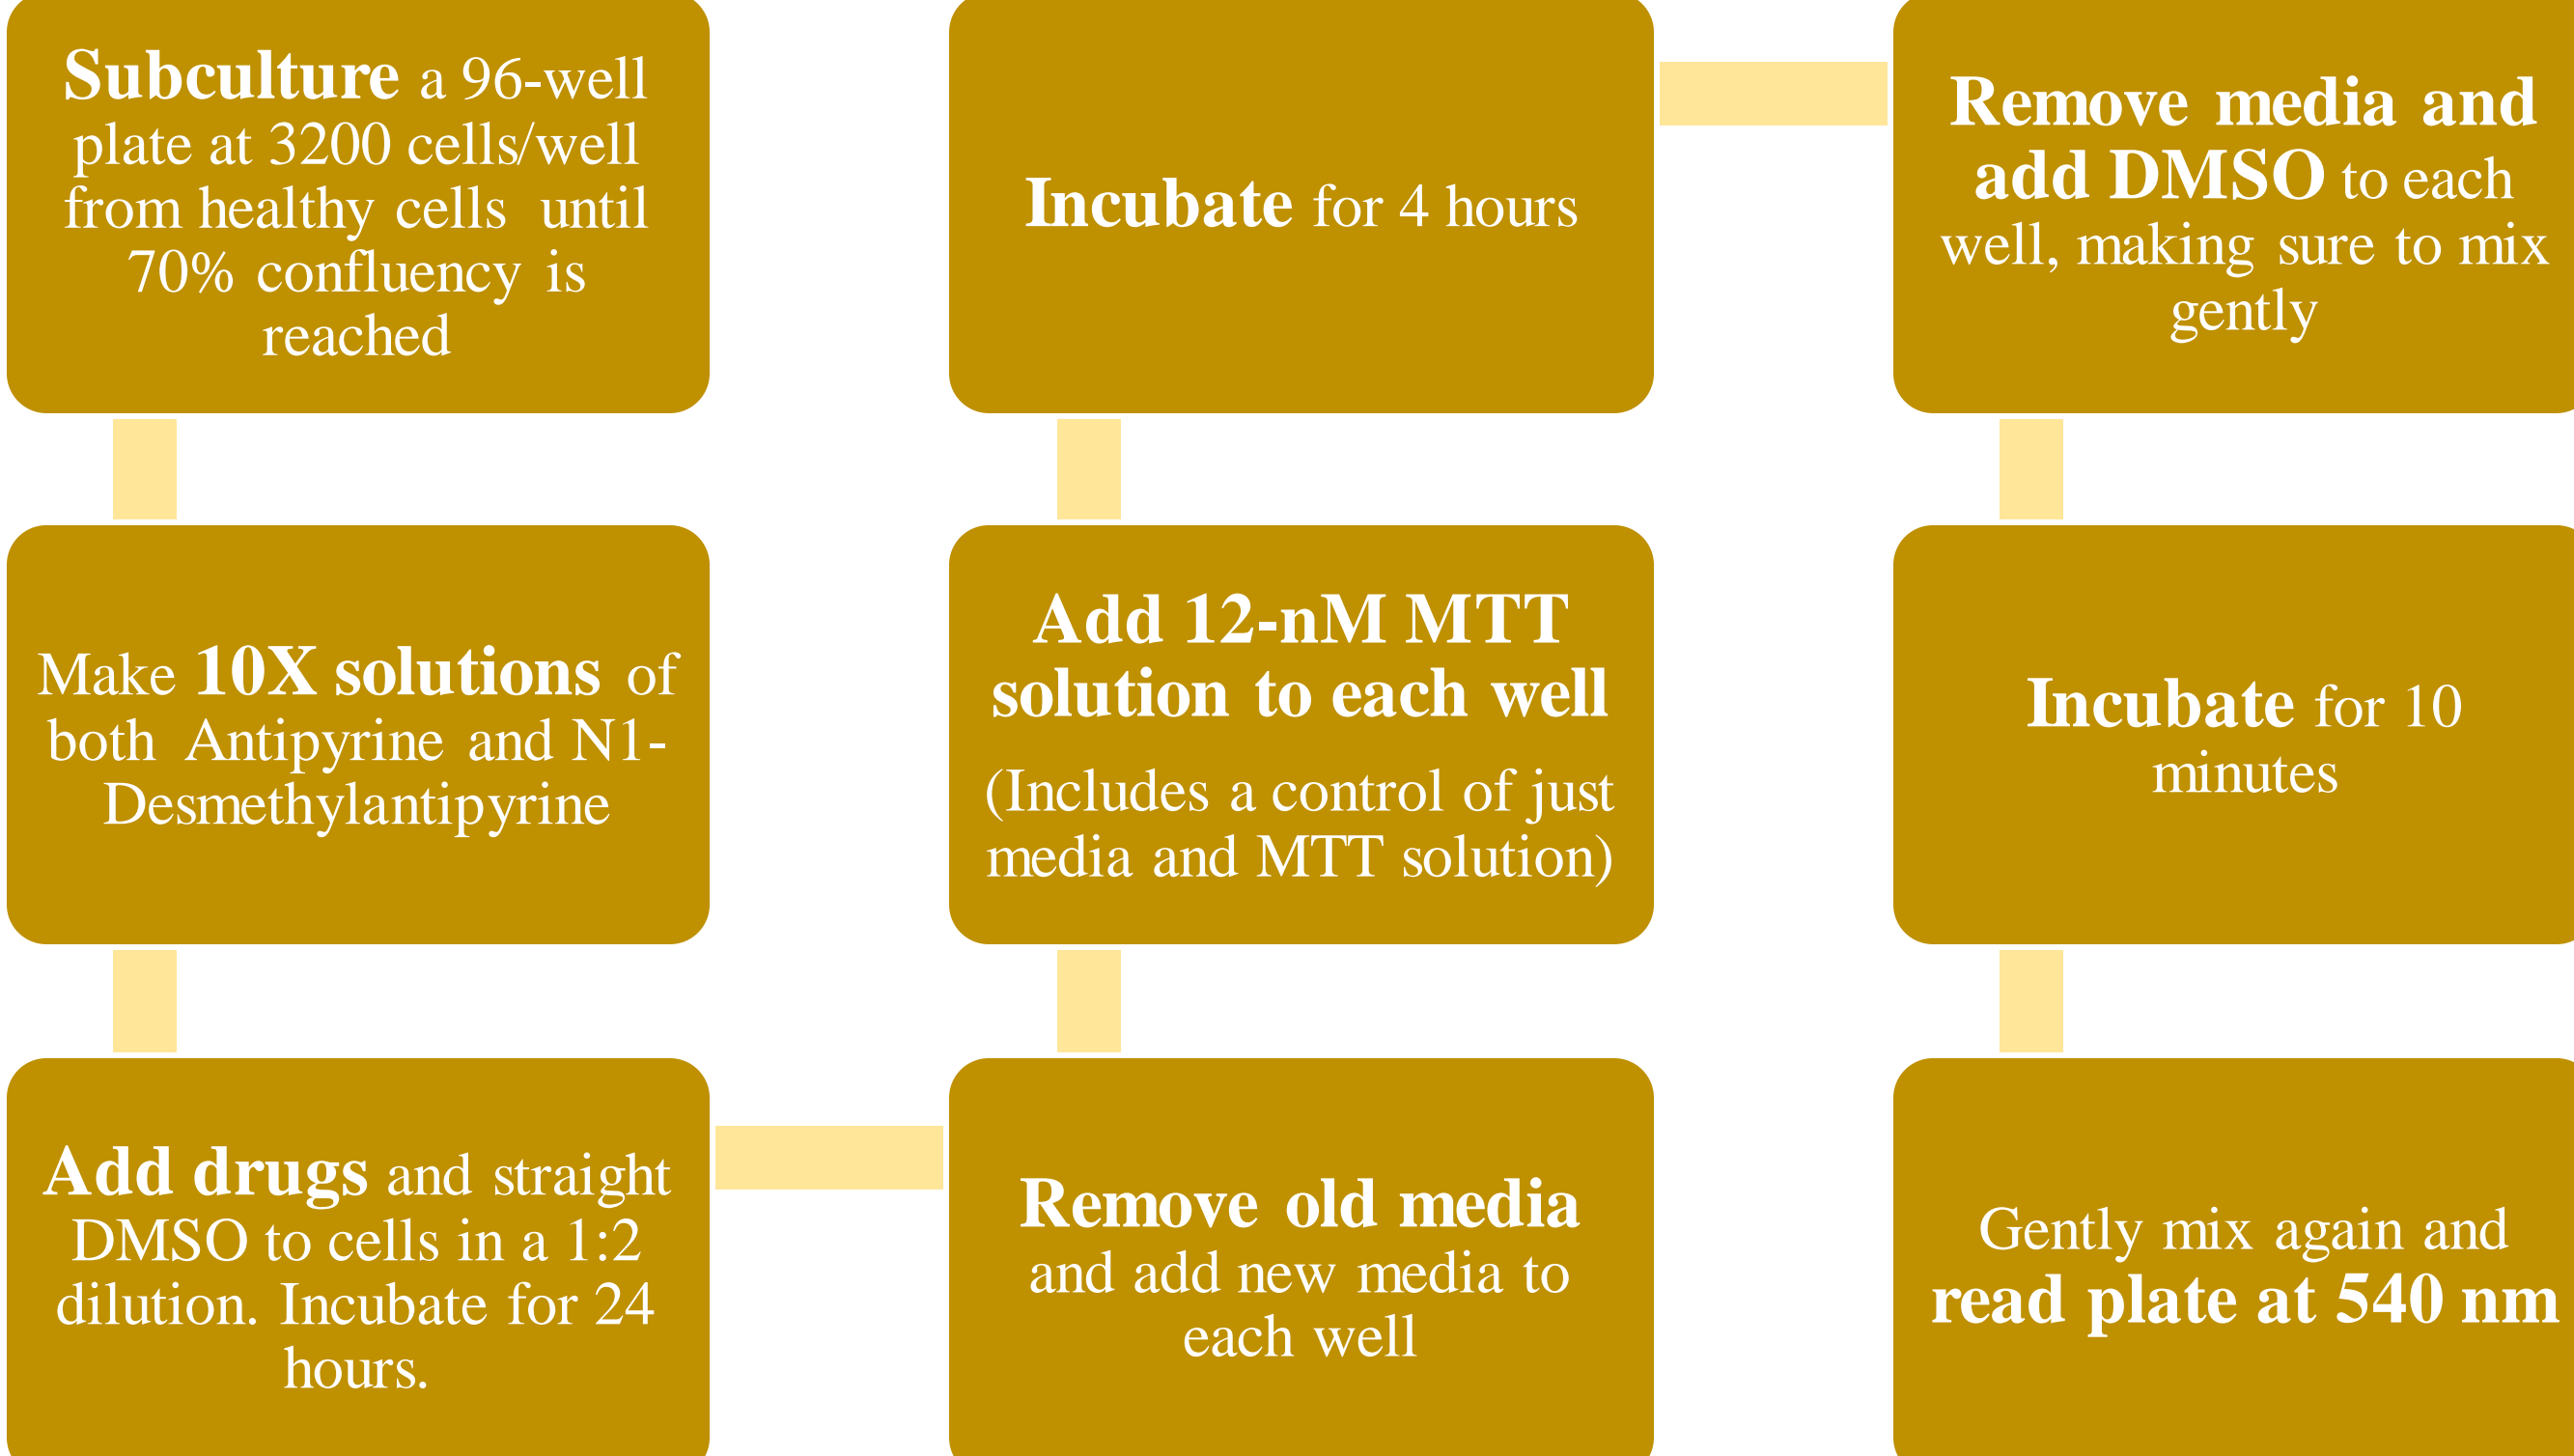 Subculture a 96-well
plate at 3200 cells/well
from healthy cells until
70% confluency is
reached
Make 10X solutions of
both Antipyrine and N1-
Desmethylantipyrine
Add drugs and straight
DMSO to cells in a 1:2
dilution. Incubate for 24
hours.
Remove old media
and add new media to
each well
Add 12-nM MTT
solution to each well
(Includes a control of just
media and MTT solution)
Incubate for 4 hours
Remove media and
add DMSO to each
well, making sure to mix
gently
Incubate for 10
minutes
Gently mix again and
read plate at 540 nm